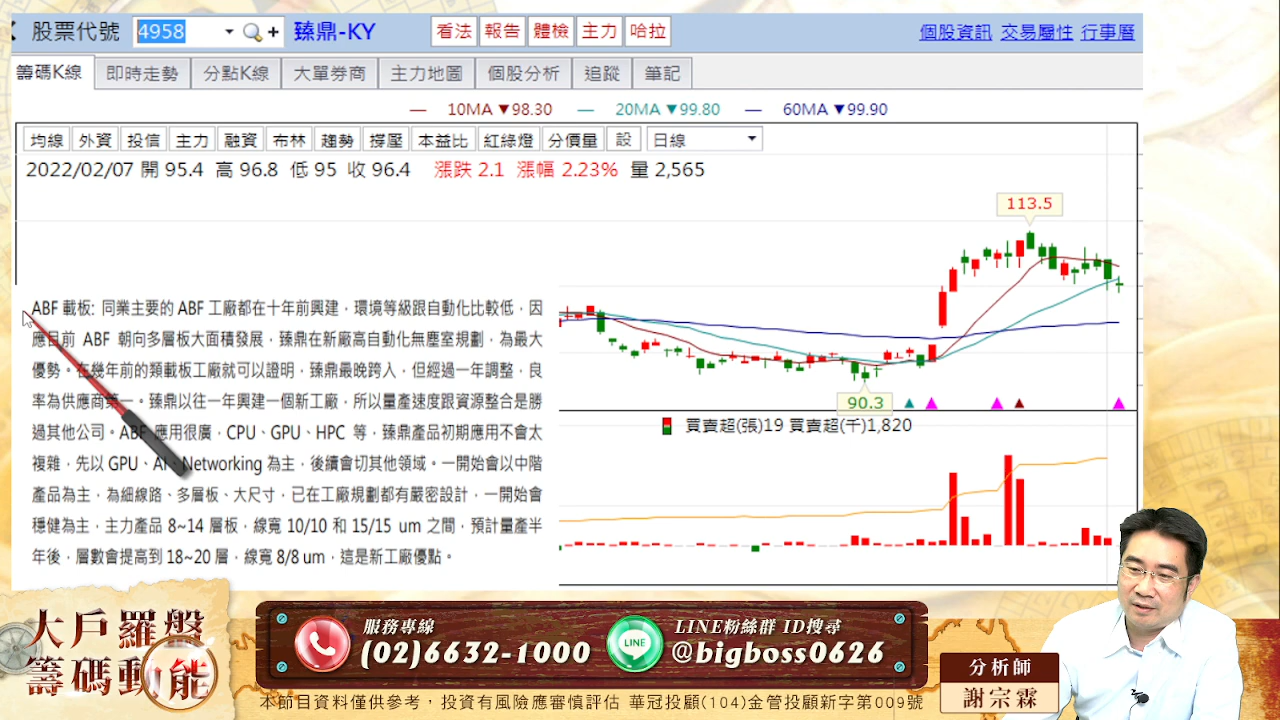 股票代號 4958 臻鼎-KY 看法 報告 體檢 主力 哈拉 個股資訊 交易屬性 行事曆
籌碼K線 即時走勢 分點K線 大單券商 主力地圖 個股分析 追蹤 筆記
10MA▼98.30 20MA▼99.80 60MA▼99.90
均線 外資 投信 主力 融資 布林 趨勢 撐壓 本益比 紅綠燈 分價量 設 日線
2022/02/07 開 95.4 高 96.8 低 95 收 96.4 漲跌 2.1 漲幅 2.23% 量 2,565
113.5
90.3
買賣超(張)19 買賣超(千)1,820
ABF 載板: 同業主要的 ABF 工廠都在十年前興建，環境等級跟自動化比較低，因
應目前 ABF 朝向多層板大面積發展，臻鼎在新廠高自動化無塵室規劃，為最大
優勢。在幾年前的類載板工廠就可以證明，臻鼎最晚跨入，但經過一年調整，良
率為供應商第一。臻鼎以往一年興建一個新工廠，所以量產速度跟資源整合是勝
過其他公司。ABF 應用很廣，CPU、GPU、HPC 等，臻鼎產品初期應用不會太
複雜，先以 GPU、AI、Networking 為主，後續會切其他領域。一開始會以中階
產品為主，為細線路、多層板、大尺寸，已在工廠規劃都有嚴密設計，一開始會
穩健為主，主力產品 8~14 層板，線寬 10/10 和 15/15 um 之間，預計量產半
年後，層數會提高到 18~20 層，線寬 8/8 um，這是新工廠優點。
大戶羅盤
籌碼動能
服務專線
(02)6632-1000
LINE
LINE粉絲群 ID搜尋
@bigboss0626
分析師
謝宗霖
本節目資料僅供參考，投資有風險應審慎評估 華冠投顧(104)金管投顧新字第009號